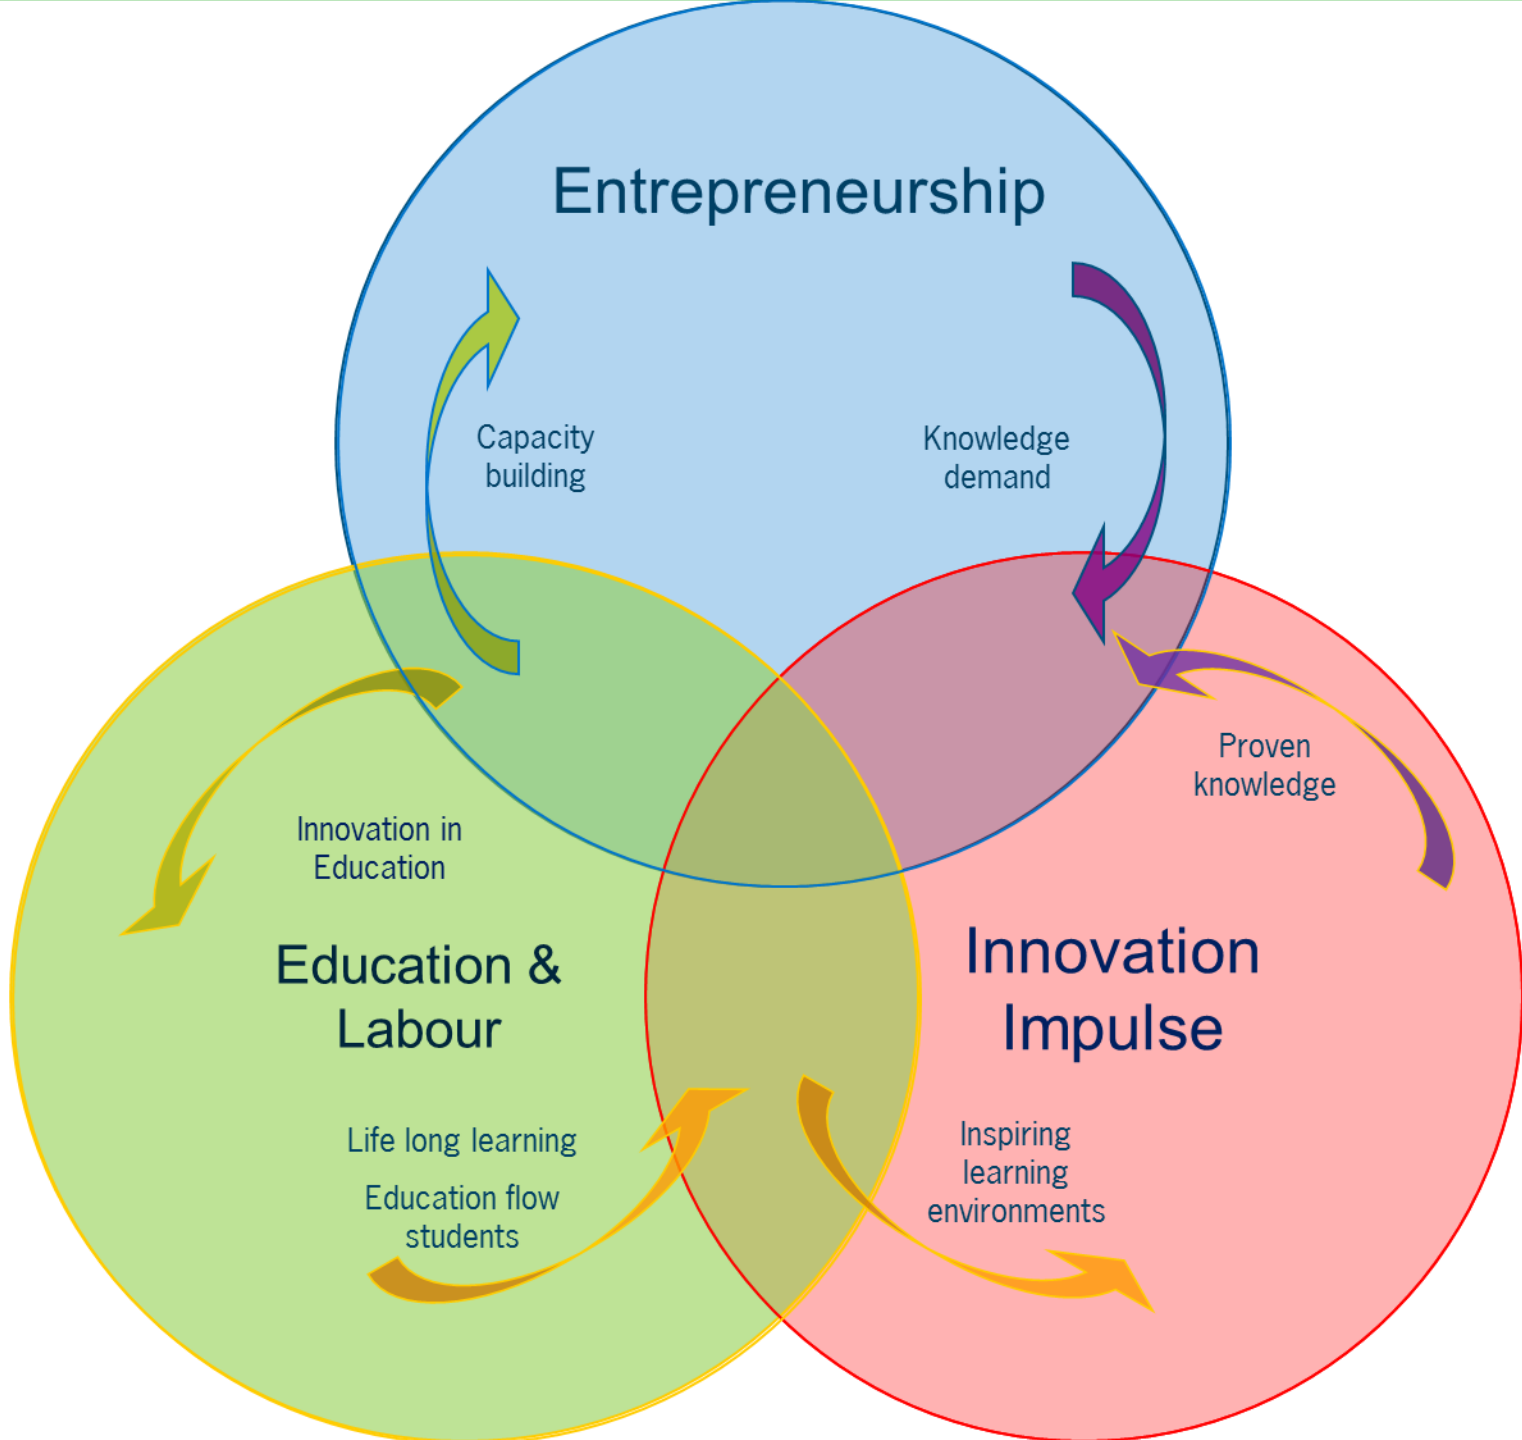 Entrepreneurship
Capacity
building
Knowledge
demand
Proven
knowledge
Innovation in
Education
Education &
Labour
Innovation
Impulse
Life long learning
Education flow
students
Inspiring
learning
environments